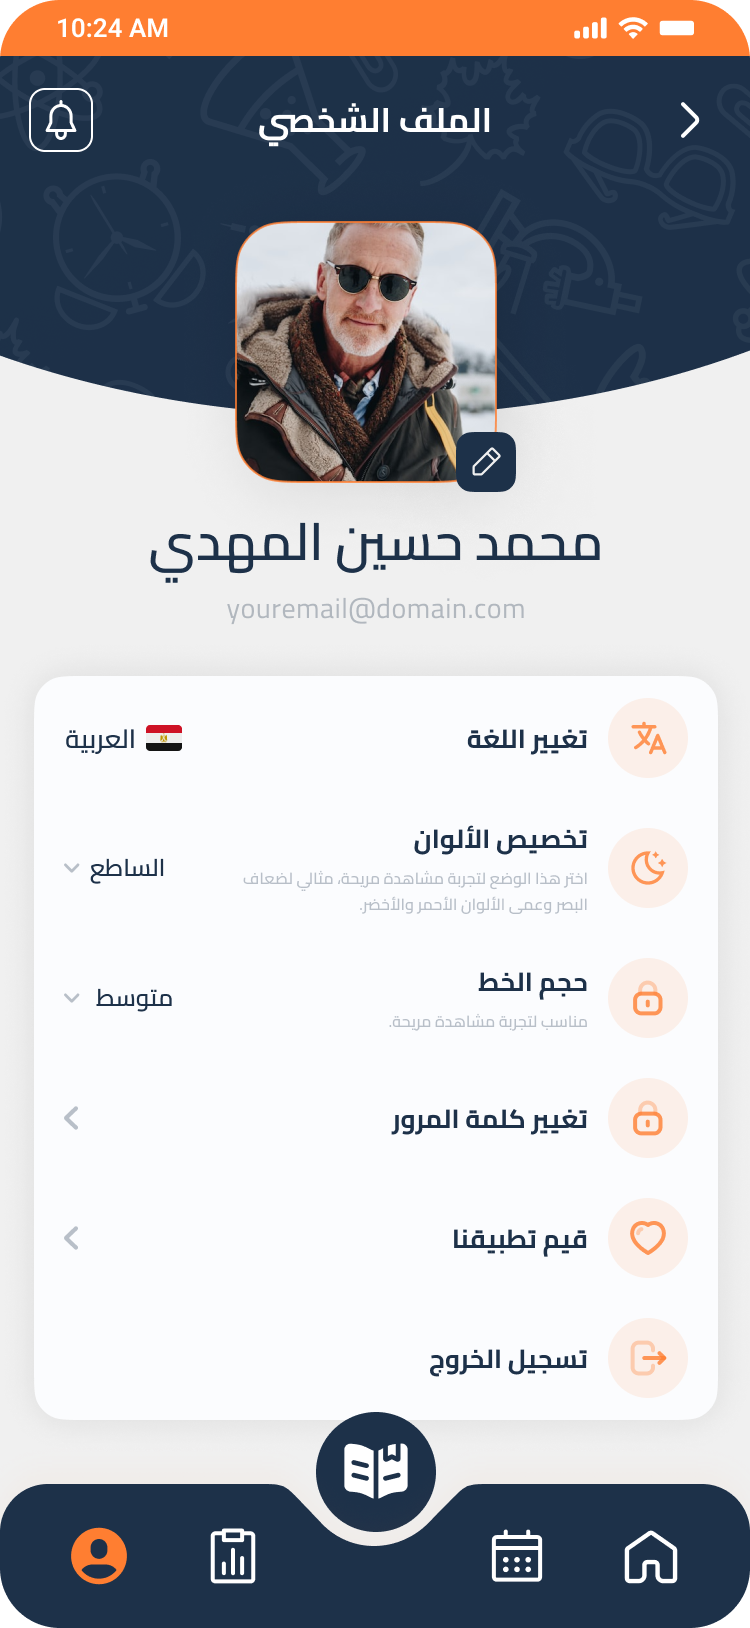 10:24 AM
الملف الشخصي
محمد حسين المهدي
youremail@domain.com
تغيير اللغة
العربية
تخصيص الألوان
اختر هذا الوضع لتجربة مشاهدة مريحة، مثالي لضعاف
البصر وعمى الألوان الأحمر والأخضر.
الساطع
حجم الخط
مناسب لتجربة مشاهدة مريحة.
متوسط
تغيير كلمة المرور
قيم تطبيقنا
تسجيل الخروج